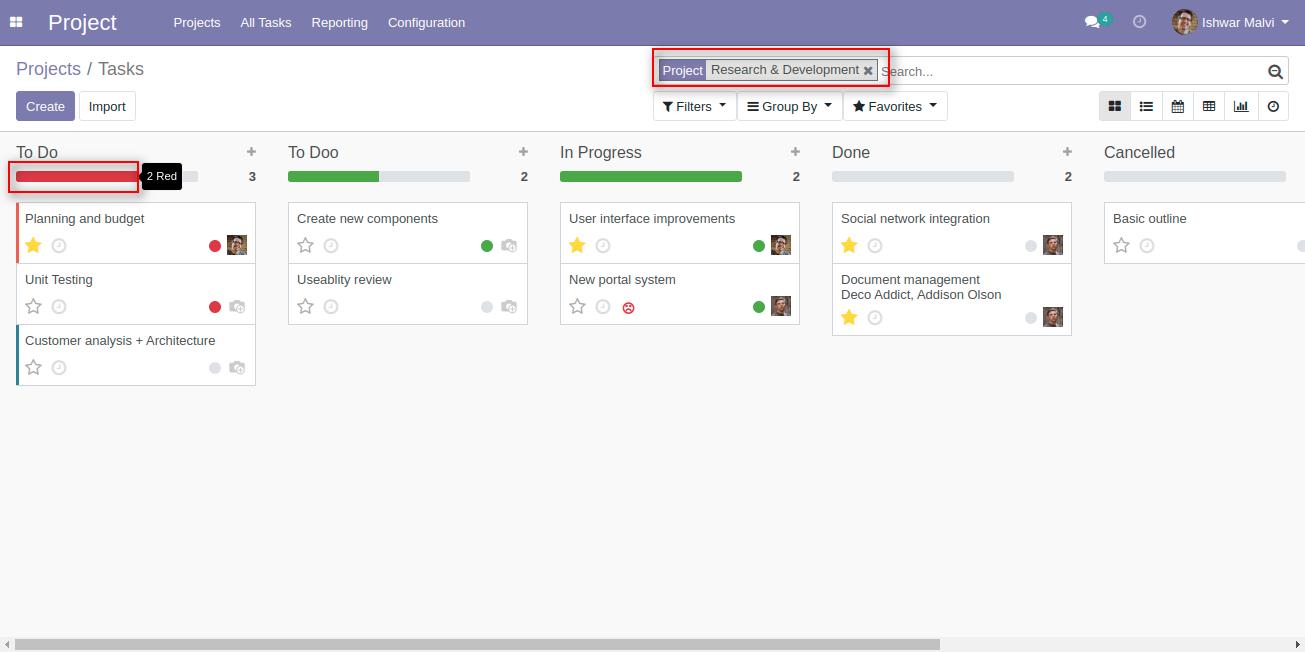 Project Projects All Tasks Reporting Configuration 4 Ishwar Malvi
Projects / Tasks
Project Research & Development Search...
Create Import
Filters Group By Favorites
To Do
2 Red 3
Planning and budget
Unit Testing
Customer analysis + Architecture
To Doo
2
Create new components
Useablity review
In Progress
2
User interface improvements
New portal system
Done
2
Social network integration
Document management
Deco Addict, Addison Olson
Cancelled
Basic outline